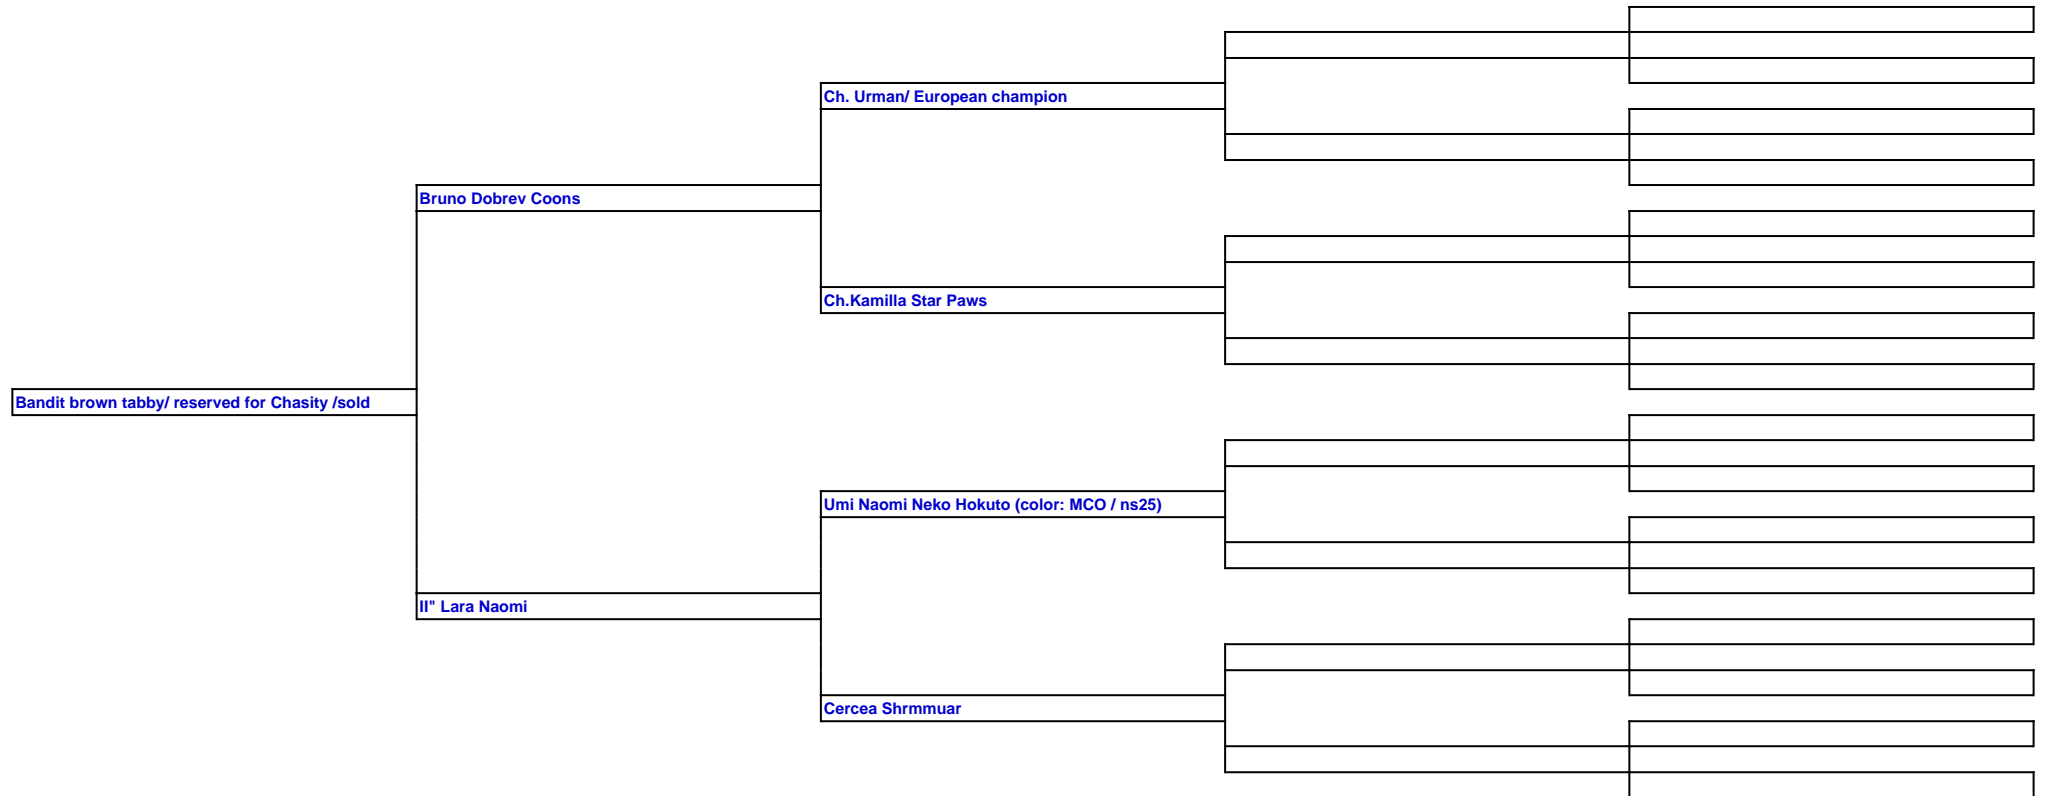 Ch. Urman/ European champion
Bruno Dobrev Coons
Ch.Kamilla Star Paws
Bandit brown tabby/ reserved for Chasity /sold
Umi Naomi Neko Hokuto (color: MCO / ns25)
II" Lara Naomi
Cercea Shrmmuar